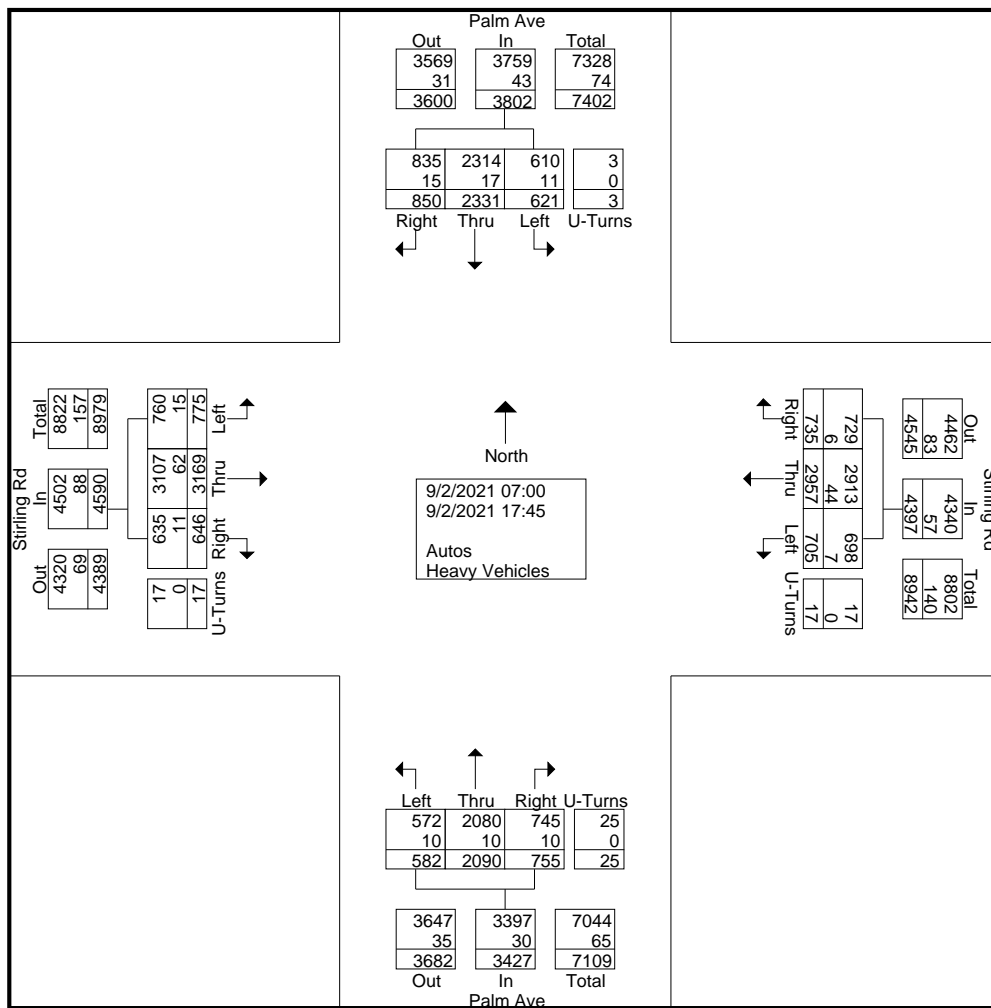 Palm Ave
Out In Total
3569 3759 7328
31 43 74
3600 3802 7402
835 2314 610 3
15 17 11 0
850 2331 621 3
Right Thru Left U-Turns
Stirling Rd
Total In Out
8822 4502 4320
157 88 69
8979 4590 4389
760 3107 635 17
15 62 11 0
775 3169 646 17
Left Thru Right U-Turns
North
9/2/2021 07:00
9/2/2021 17:45
Autos
Heavy Vehicles
Right Thru Left U-Turns
729 2913 698 17
6 44 7 0
735 2957 705 17
Stirling Rd
Out In Total
4462 4340 8802
83 57 140
4545 4397 8942
Left Thru Right U-Turns
572 2080 745 25
10 10 10 0
582 2090 755 25
3647 3397 7044
35 30 65
3682 3427 7109
Out In Total
Palm Ave